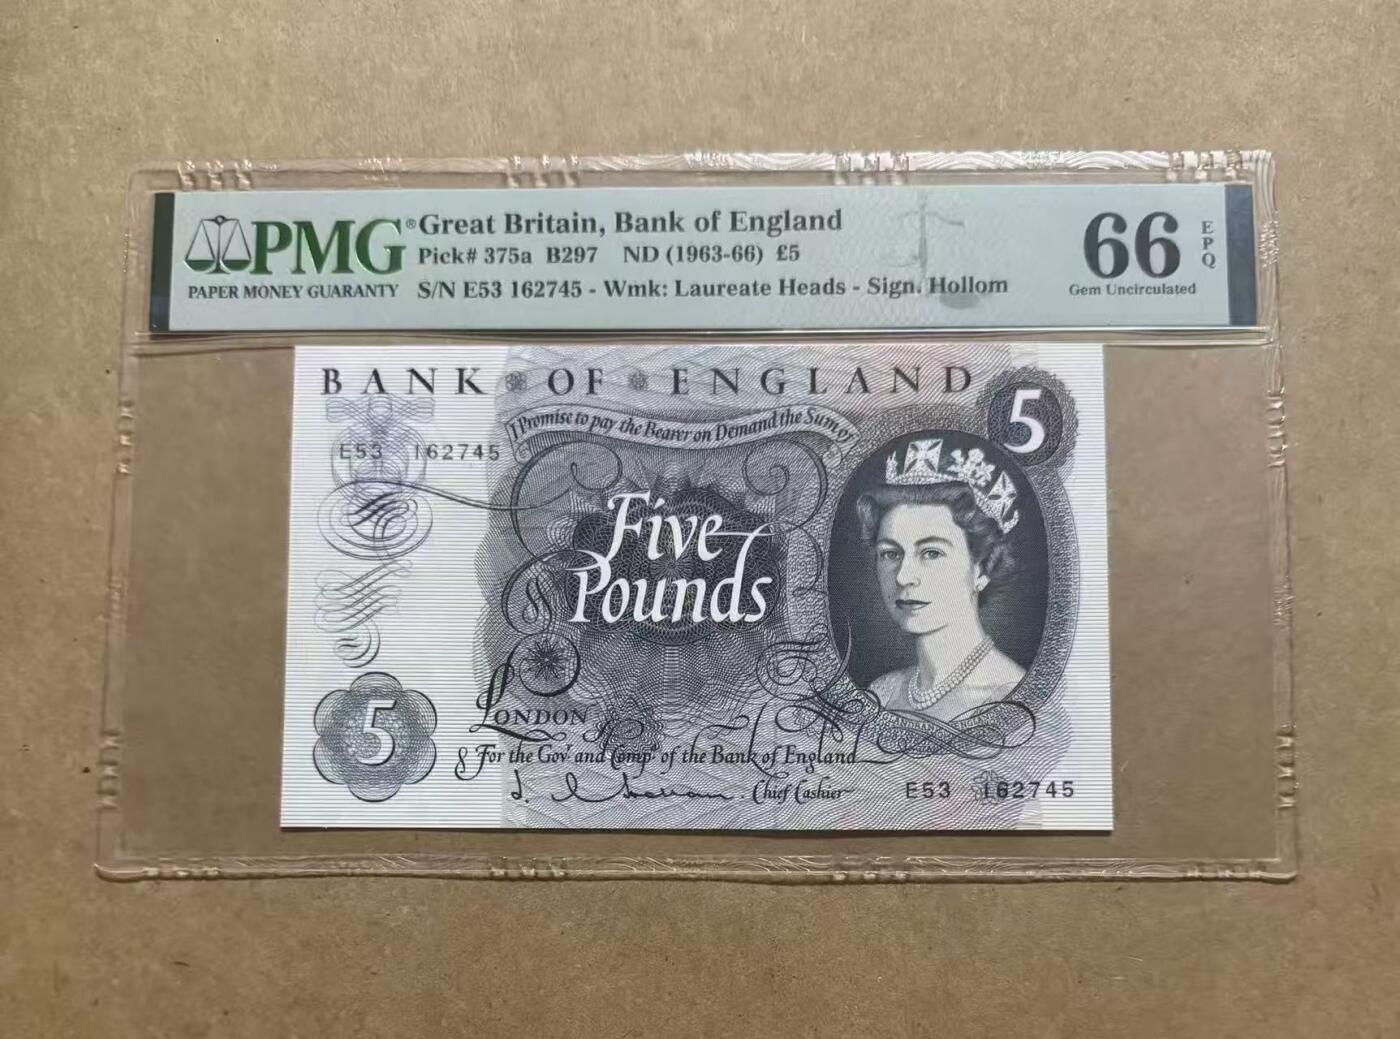 PMG®
PAPER MONEY GUARANTY
Great Britain, Bank of England
Pick# 375a B297 ND (1963-66) £5
S/N E53 162745 - Wmk: Laureate Heads - Sign. Hollom
66
EPQ
Gem Uncirculated
BANK OF ENGLAND
5
I Promise to pay the Bearer on Demand the Sum of
E53 162745
Five
Pounds
LONDON
5
For the Govr. and Compa. of the Bank of England
Chief Cashier
E53 162745